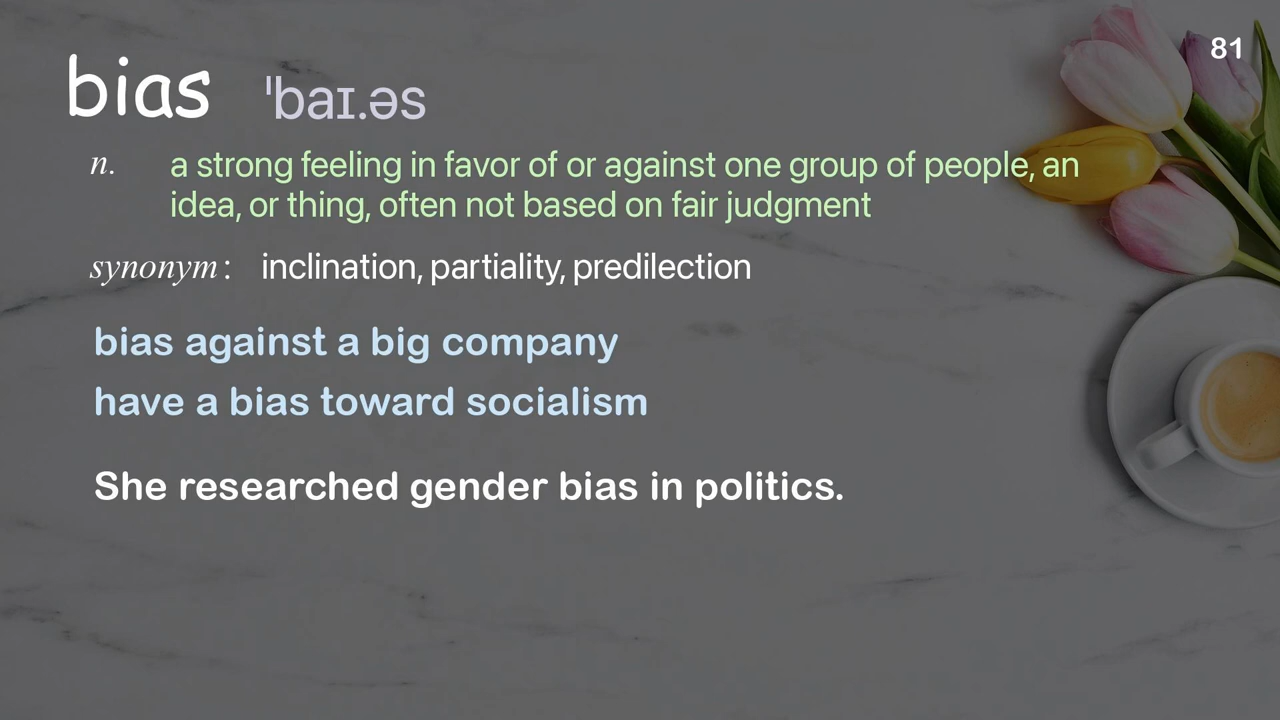 81
bias ˈbaɪ.əs
n. a strong feeling in favor of or against one group of people, an
idea, or thing, often not based on fair judgment
synonym: inclination, partiality, predilection
bias against a big company
have a bias toward socialism
She researched gender bias in politics.